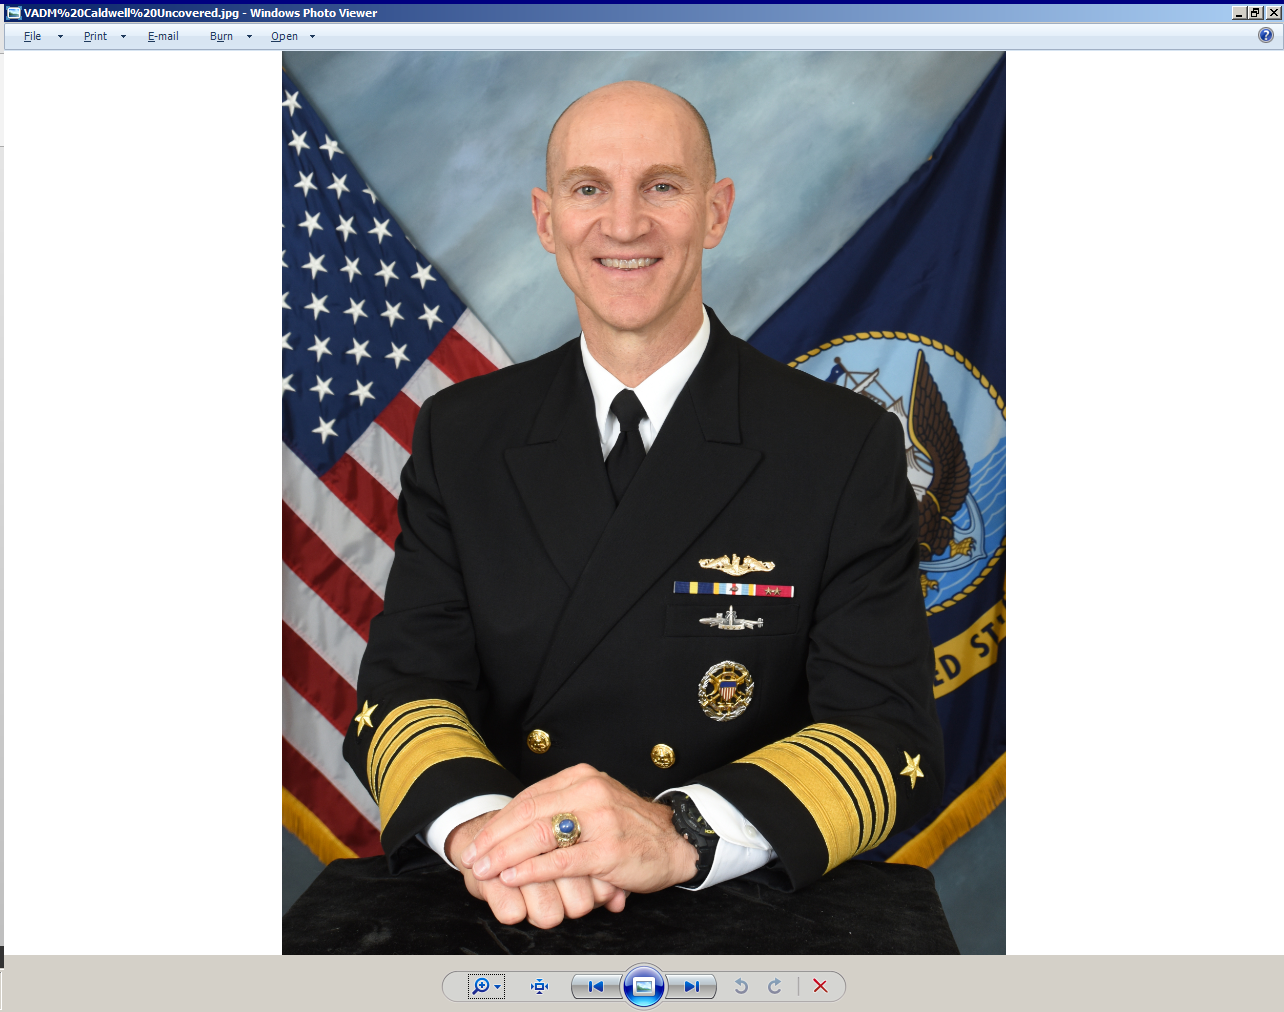 VADM%20Caldwell%20Uncovered.jpg - Windows Photo Viewer
File Print E-mail Burn Open
ED ST